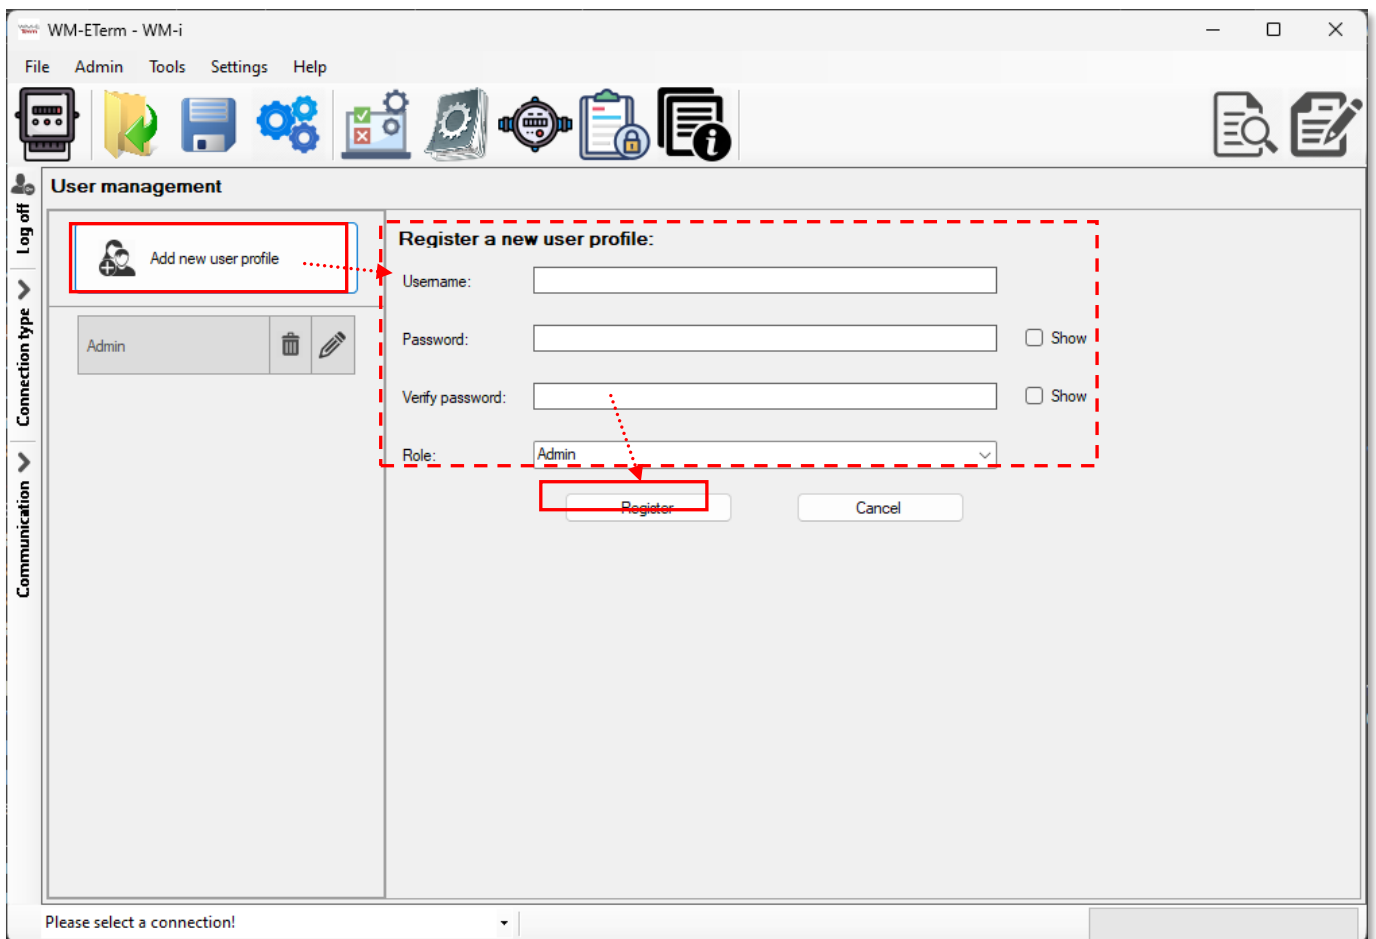 WM-ETerm - WM-i
File Admin Tools Settings Help
User management
Log off
Connection type
Communication
Add new user profile
Admin
Register a new user profile:
Username:
Password:
Show
Verify password:
Show
Role:
Admin
Register
Cancel
Please select a connection!